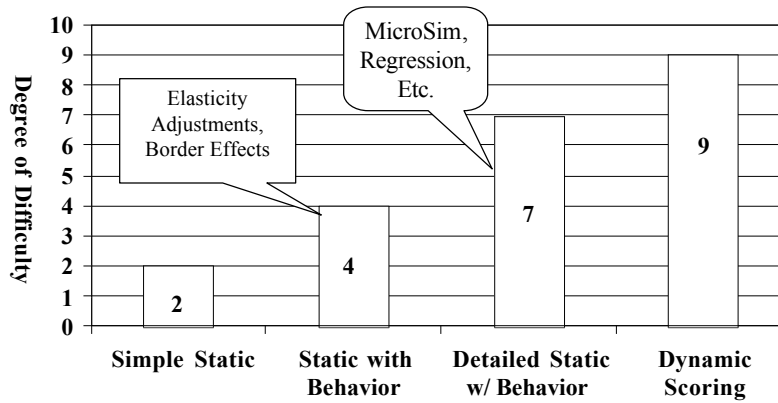 10
9
8
7
6
5
4
3
2
1
0
Degree of Difficulty
MicroSim,
Regression,
Etc.
Elasticity
Adjustments,
Border Effects
2
4
7
9
Simple Static
Static with
Behavior
Detailed Static
w/ Behavior
Dynamic
Scoring